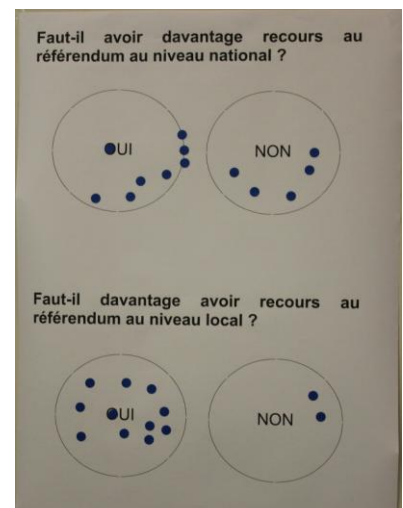 Faut-il avoir davantage recours au
référendum au niveau national ?
OUI
NON
Faut-il davantage avoir recours au
référendum au niveau local ?
OUI
NON